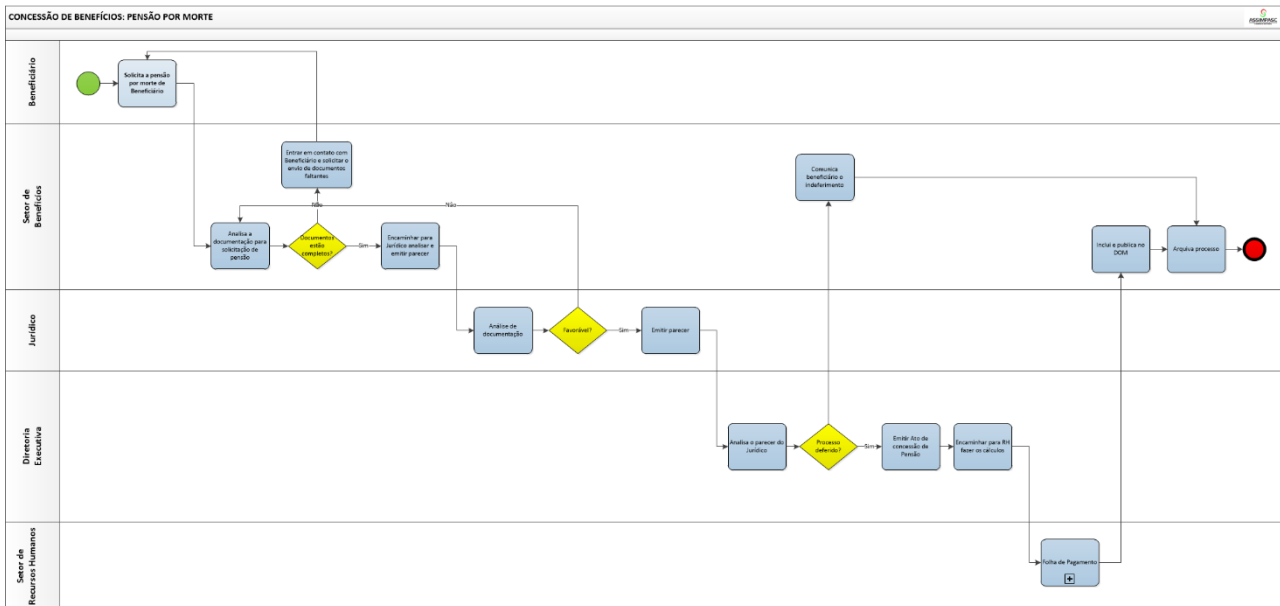 CONCESSÃO DE BENEFÍCIOS: PENSÃO POR MORTE
ASSIMPASC
Beneficiário
Solicita a pensão
por morte de
Beneficiário
Setor de
Benefícios
Entrar em contato com
Beneficiário e solicitar o
envio de documentos
faltantes
Comunica
beneficiário o
indeferimento
Não
Não
Analisa a
documentação para
solicitação de
pensão
Documentos
estão
completos?
Sim
Encaminhar para
Jurídico analisar e
emitir parecer
Inclui e publica no
DOM
Arquiva processo
Jurídico
Análise de
documentação
Favorável?
Sim
Emitir parecer
Diretoria
Executiva
Analisa o parecer do
Jurídico
Processo
deferido?
Sim
Emitir Ato de
concessão de
Pensão
Encaminhar para RH
fazer os cálculos
Setor de
Recursos Humanos
Folha de Pagamento